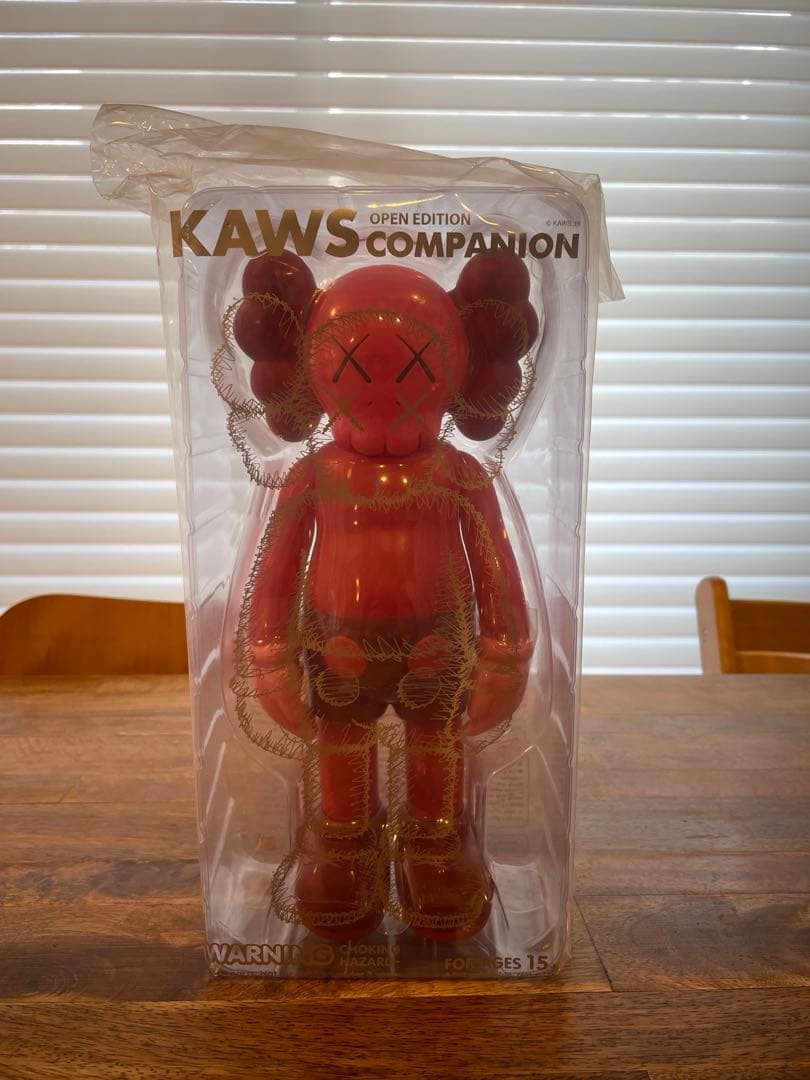 KAWS OPEN EDITION
COMPANION
WARNING CHOKING
HAZARD-
FOR AGES 15